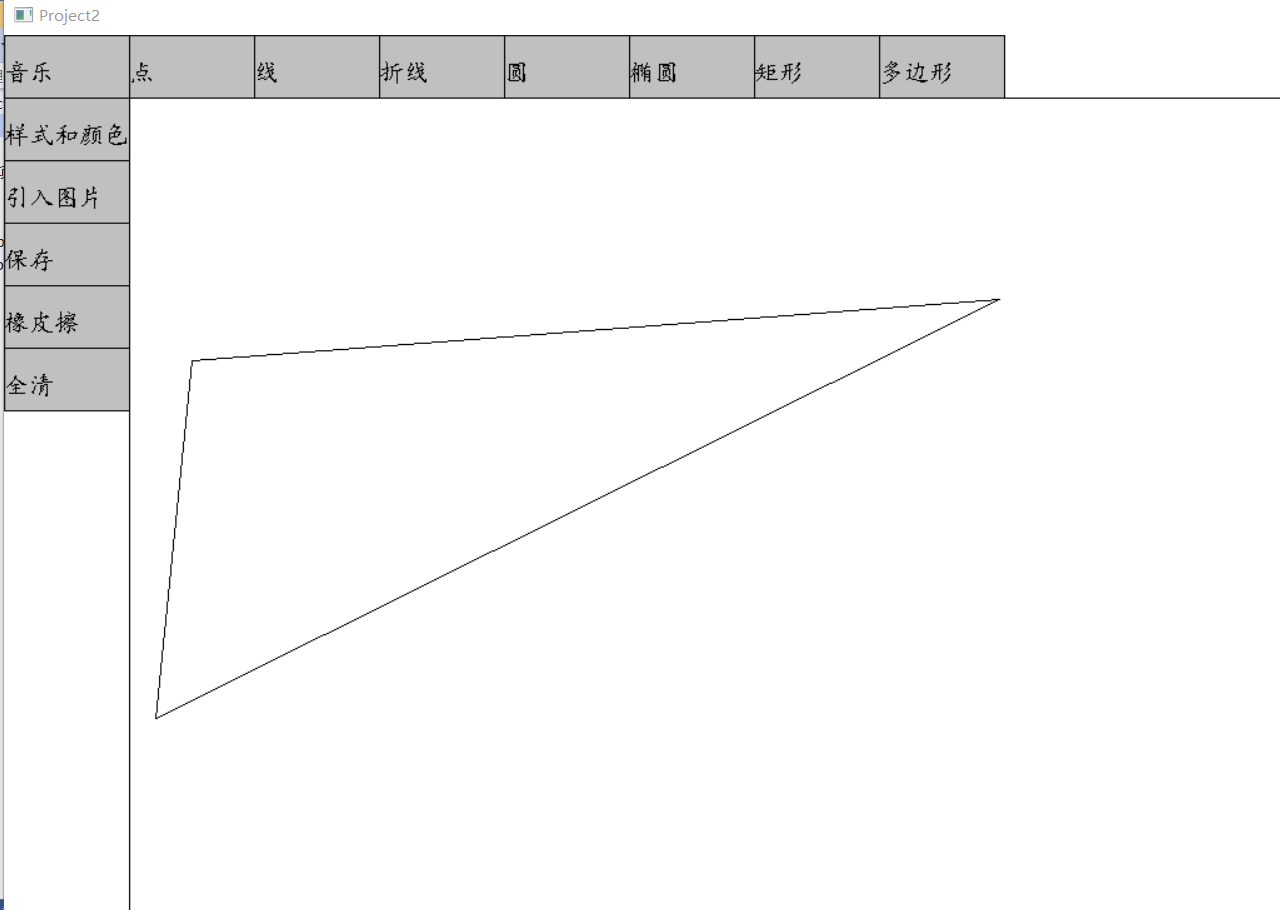 Project2
音乐 点 线 折线 圆 椭圆 矩形 多边形
样式和颜色
引入图片
保存
橡皮擦
全清